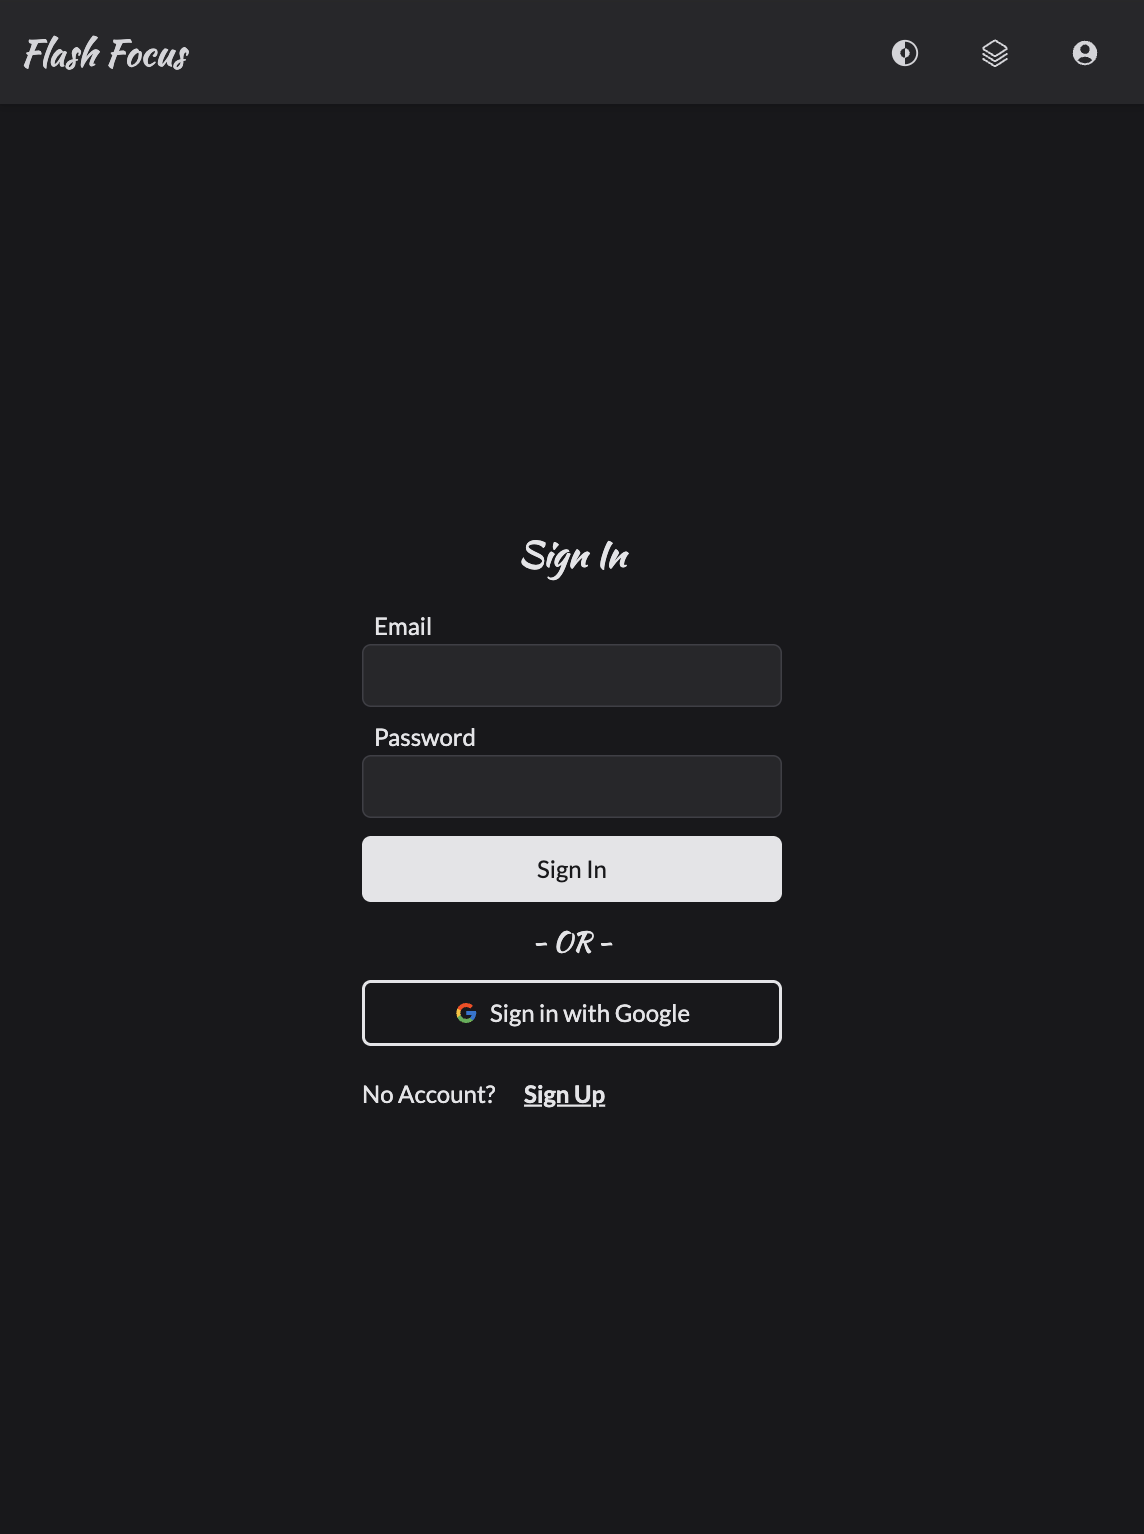 Flash Focus
Sign In
Email
Password
Sign In
- OR -
Sign in with Google
No Account? Sign Up